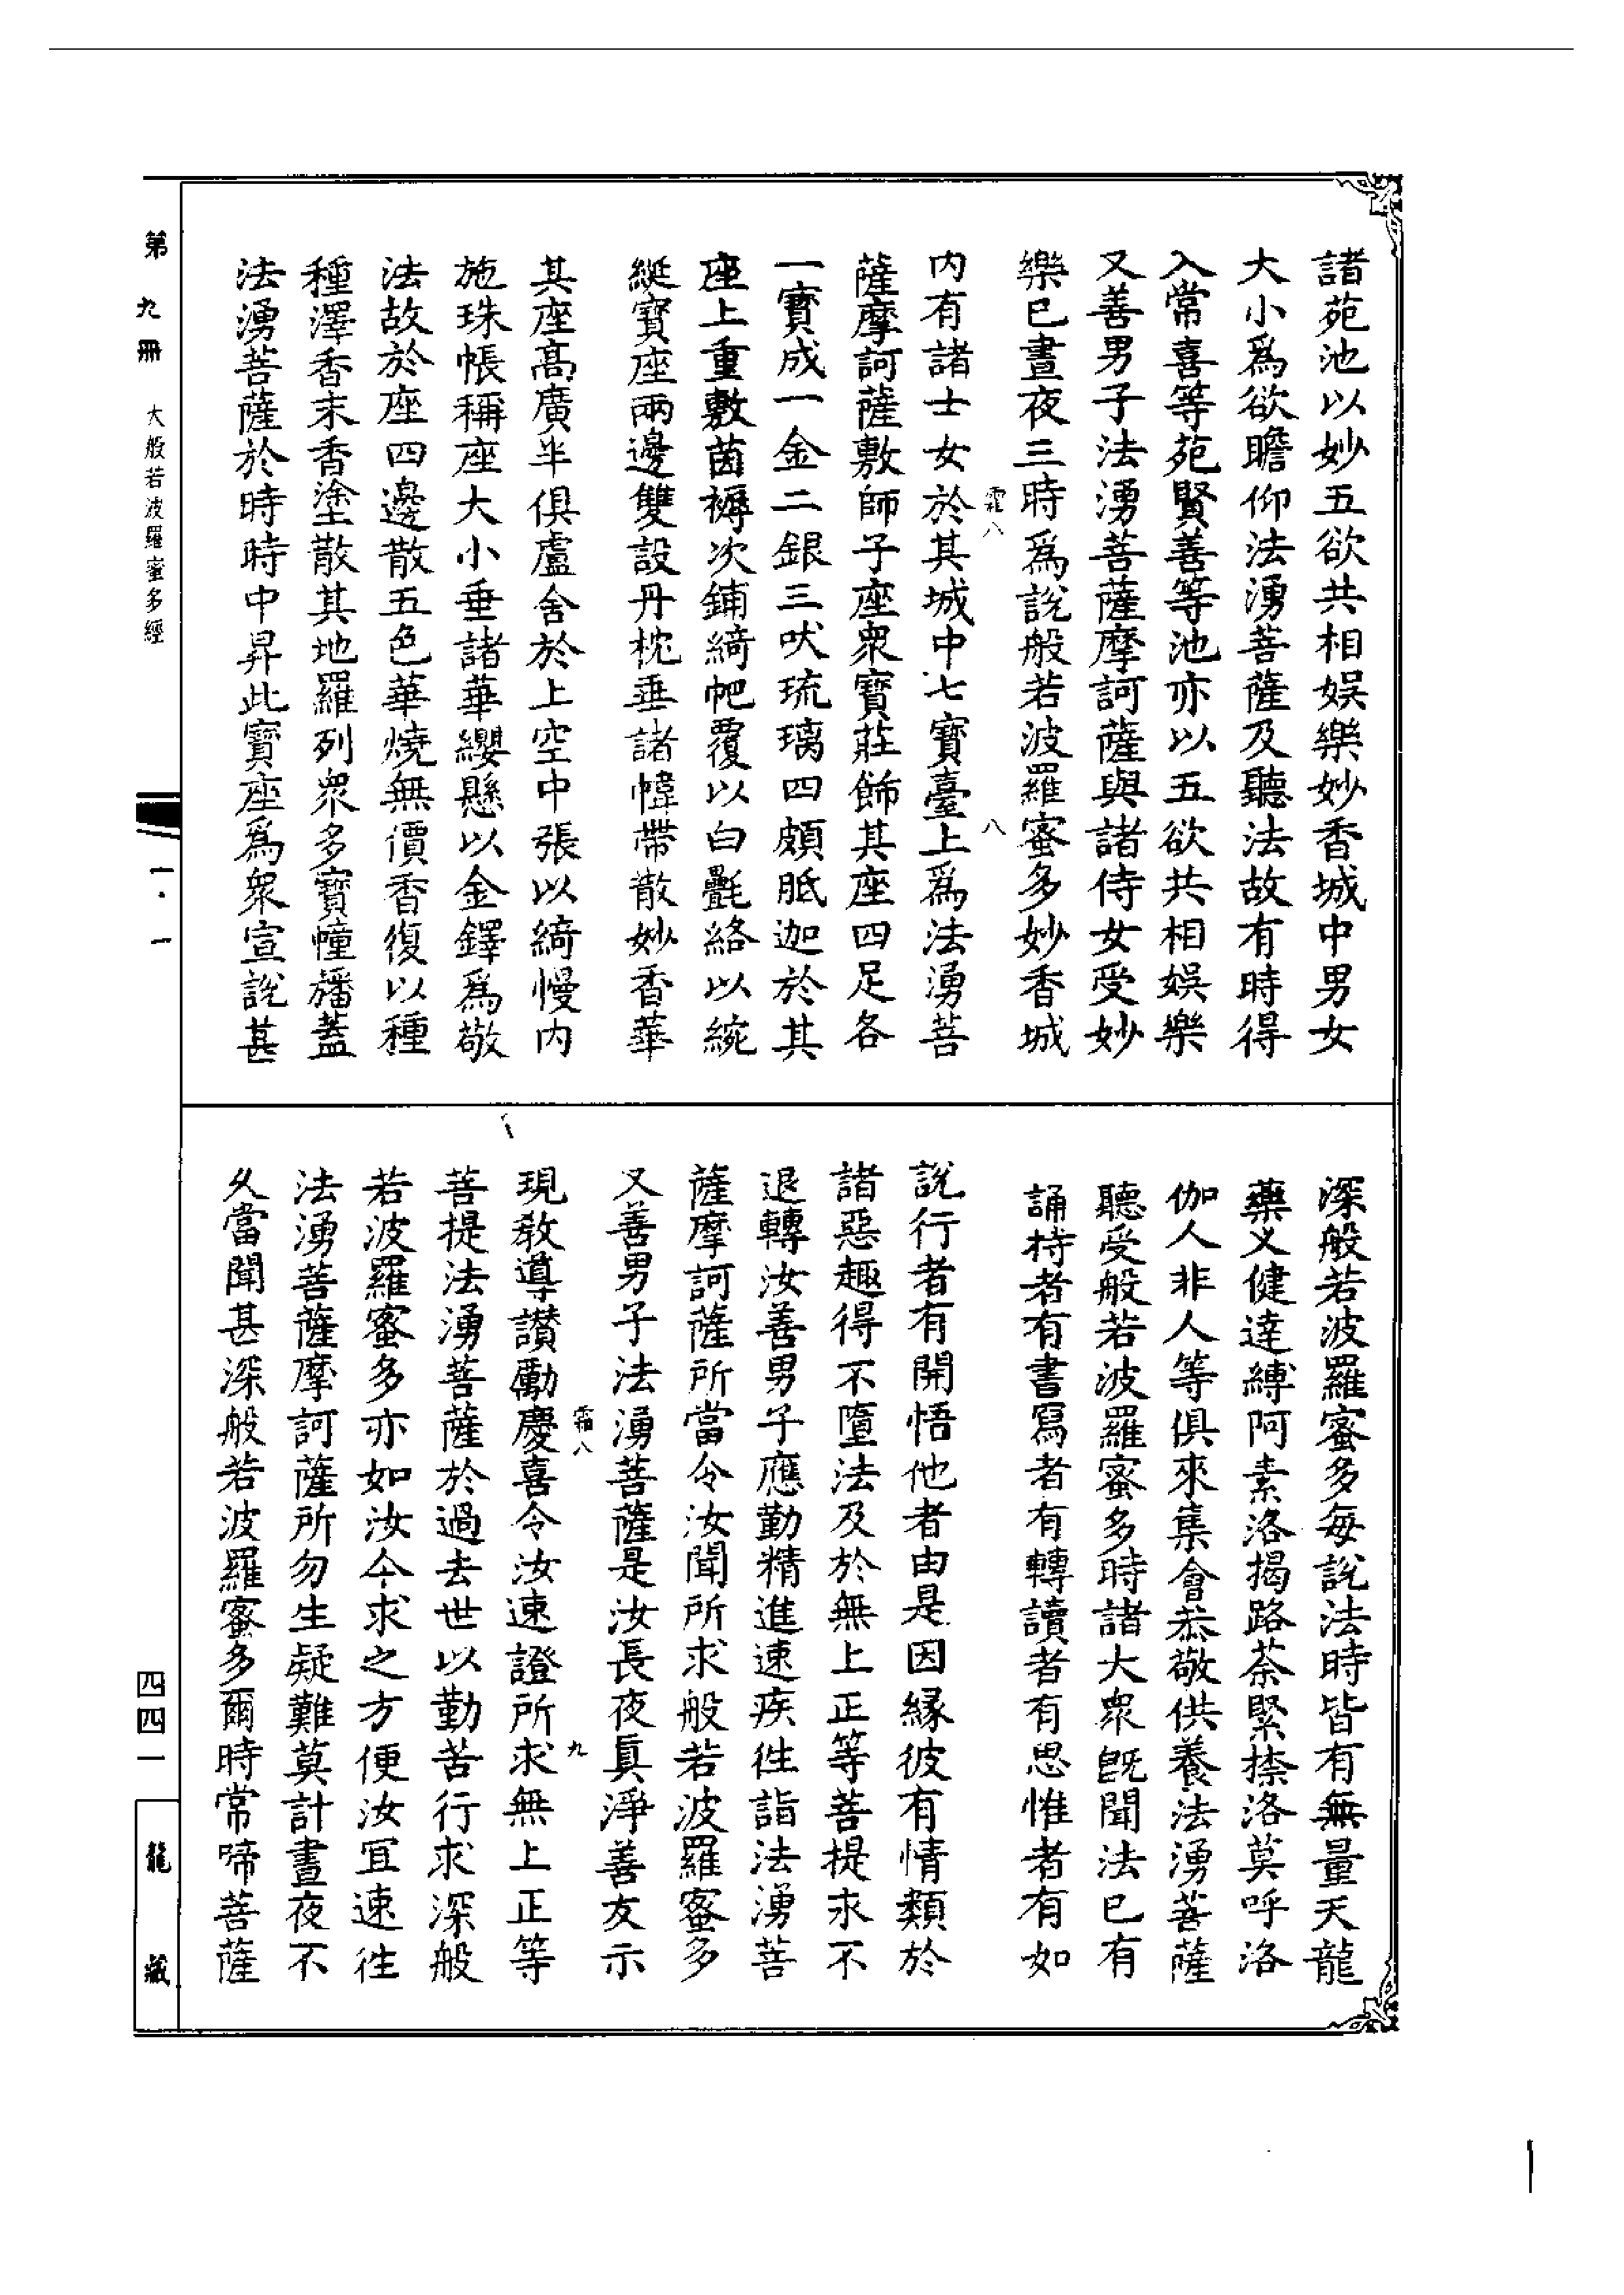 諸苑池以妙五欲共相娛樂妙香城中男女
大小爲欲瞻仰法湧菩薩及聽法故有時得
入常喜等苑賢善等池亦以五欲共相娛樂
又善男子法湧菩薩摩訶薩與諸侍女受妙
樂已晝夜三時爲說般若波羅蜜多妙香城
霜八
八
內有諸士女於其城中七寶臺上爲法湧菩
薩摩訶薩敷師子座衆寶莊飾其座四足各
一寶成一金二銀三吠琉璃四頗胝迦於其
座上重敷茵褥次鋪綺帊覆以白㲲絡以綩
綖寶座兩邊雙設丹枕垂諸幃帶散妙香華
其座高廣半俱盧舍於上空中張以綺幔內
施珠帳稱座大小垂諸華纓懸以金鐸爲敬
法故於座四邊散五色華燒無價香復以種
種澤香末香塗散其地羅列衆多寶幢旛蓋
法湧菩薩於時時中昇此寶座爲衆宣說甚
深般若波羅蜜多每說法時皆有無量天龍
藥义健達縛阿素洛揭路荼緊捺洛莫呼洛
伽人非人等俱來集會恭敬供養法湧菩薩
聽受般若波羅蜜多時諸大衆旣聞法已有
誦持者有書寫者有轉讀者有思惟者有如
說行者有開悟他者由是因緣彼有情類於
諸惡趣得不墮法及於無上正等菩提求不
退轉汝善男子應勤精進速疾往詣法湧菩
薩摩訶薩所當令汝聞所求般若波羅蜜多
又善男子法湧菩薩是汝長夜眞淨善友示
霜八
九
現教導讃勵慶喜令汝速證所求無上正等
菩提法湧菩薩於過去世以勤苦行求深般
若波羅蜜多亦如汝今求之方便汝宜速往
法湧菩薩摩訶薩所勿生疑難莫計晝夜不
久當聞甚深般若波羅蜜多爾時常啼菩薩
第九冊
大般若波羅蜜多經
一·一
四四一
龍藏